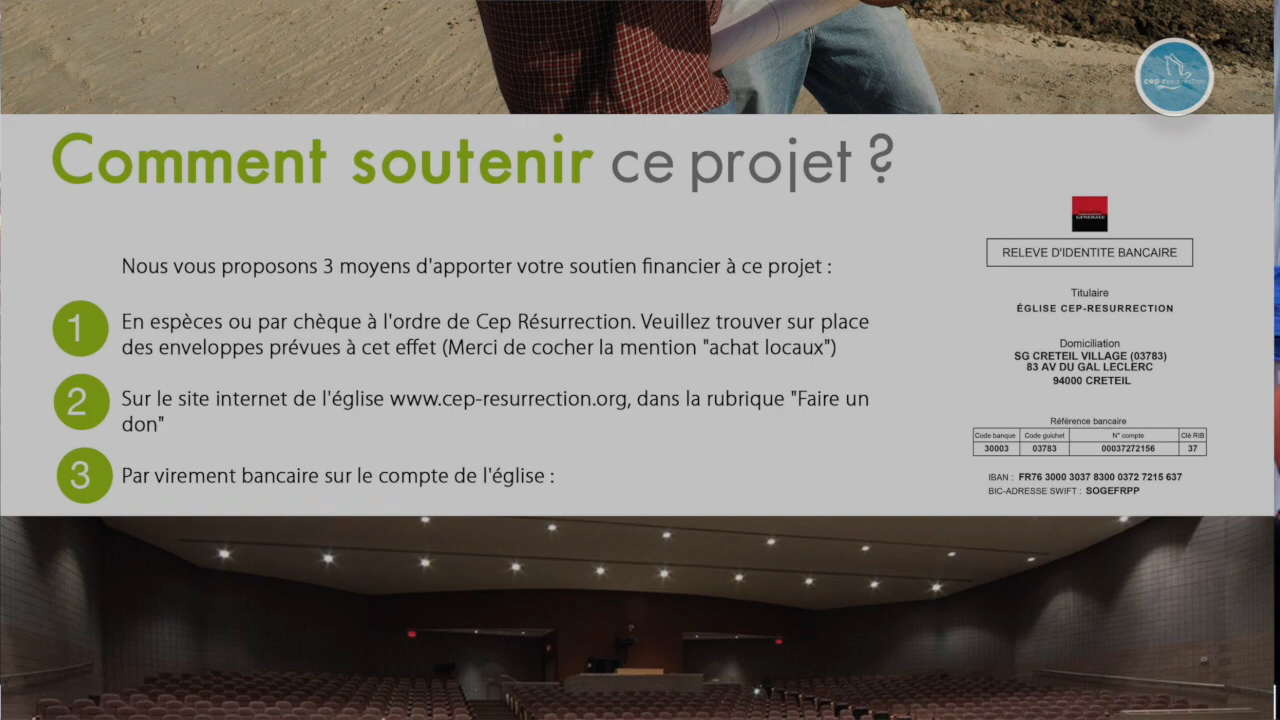 cep-résurrection
Comment soutenir ce projet ?
Nous vous proposons 3 moyens d'apporter votre soutien financier à ce projet :
1
En espèces ou par chèque à l'ordre de Cep Résurrection. Veuillez trouver sur place
des enveloppes prévues à cet effet (Merci de cocher la mention "achat locaux")
2
Sur le site internet de l'église www.cep-resurrection.org, dans la rubrique "Faire un
don"
3
Par virement bancaire sur le compte de l'église :
GENERALE
RELEVE D'IDENTITE BANCAIRE
Titulaire
ÉGLISE CEP-RESURRECTION
Domiciliation
SG CRETEIL VILLAGE (03783)
83 AV DU GAL LECLERC
94000 CRETEIL
Référence bancaire
Code banque Code guichet N° compte Clé RIB
30003 03783 00037272156 37
IBAN : FR76 3000 3037 8300 0372 7215 637
BIC-ADRESSE SWIFT : SOGEFRPP